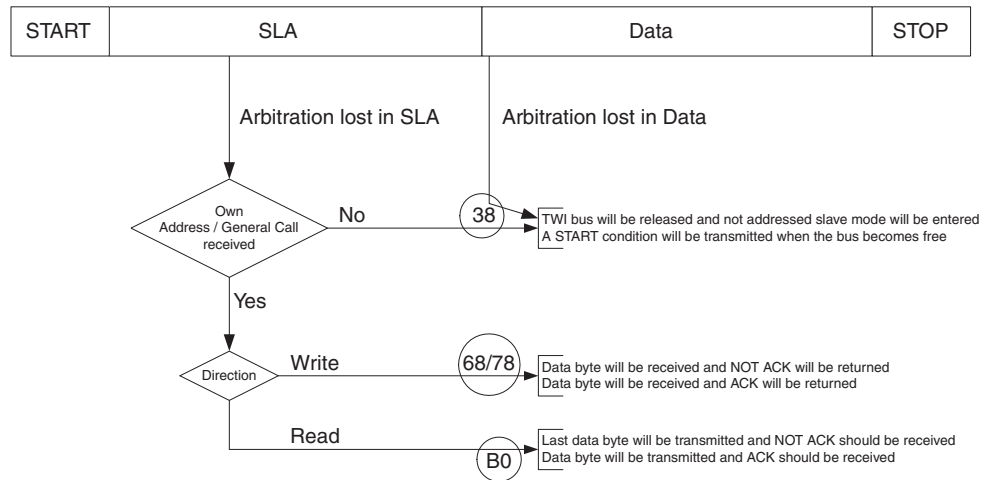 START SLA Data STOP
Arbitration lost in SLA Arbitration lost in Data
Own
Address / General Call
received
No
38
TWI bus will be released and not addressed slave mode will be entered
A START condition will be transmitted when the bus becomes free
Yes
Direction
Write
68/78
Data byte will be received and NOT ACK will be returned
Data byte will be received and ACK will be returned
Read
B0
Last data byte will be transmitted and NOT ACK should be received
Data byte will be transmitted and ACK should be received